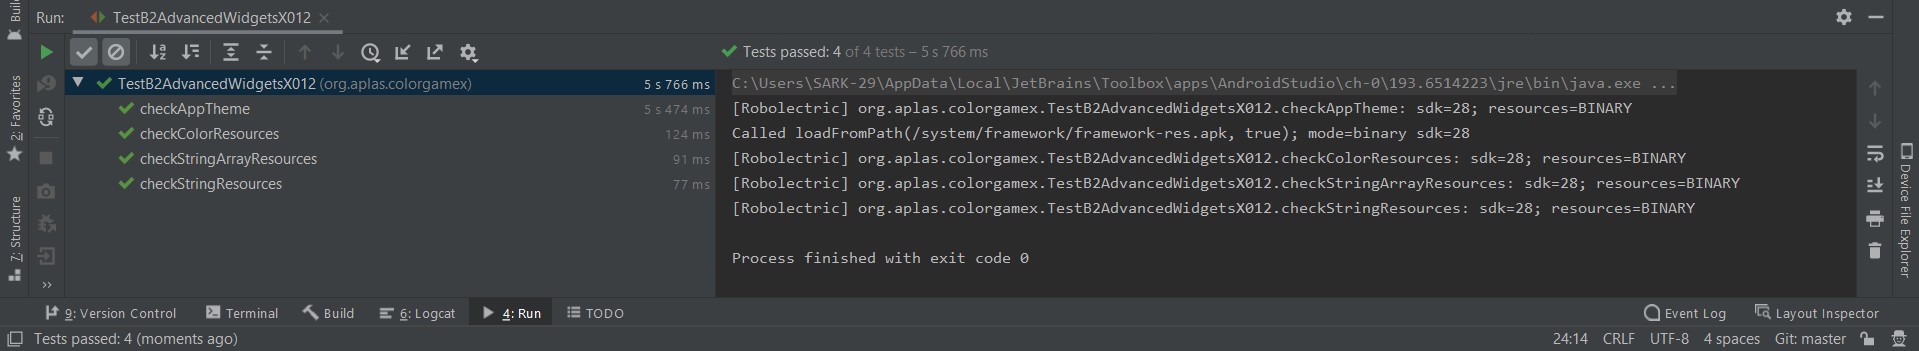 Run: TestB2AdvancedWidgetsX012
Tests passed: 4 of 4 tests – 5 s 766 ms
TestB2AdvancedWidgetsX012 (org.aplas.colorgamex) 5 s 766 ms
checkAppTheme 5 s 474 ms
checkColorResources 124 ms
checkStringArrayResources 91 ms
checkStringResources 77 ms
C:\Users\SARK-29\AppData\Local\JetBrains\Toolbox\apps\AndroidStudio\ch-0\193.6514223\jre\bin\java.exe ...
[Robolectric] org.aplas.colorgamex.TestB2AdvancedWidgetsX012.checkAppTheme: sdk=28; resources=BINARY
Called loadFromPath(/system/framework/framework-res.apk, true); mode=binary sdk=28
[Robolectric] org.aplas.colorgamex.TestB2AdvancedWidgetsX012.checkColorResources: sdk=28; resources=BINARY
[Robolectric] org.aplas.colorgamex.TestB2AdvancedWidgetsX012.checkStringArrayResources: sdk=28; resources=BINARY
[Robolectric] org.aplas.colorgamex.TestB2AdvancedWidgetsX012.checkStringResources: sdk=28; resources=BINARY
Process finished with exit code 0
2: Favorites
7: Structure
Device File Explorer
9: Version Control Terminal Build 6: Logcat 4: Run TODO Event Log Layout Inspector
Tests passed: 4 (moments ago) 24:14 CRLF UTF-8 4 spaces Git: master